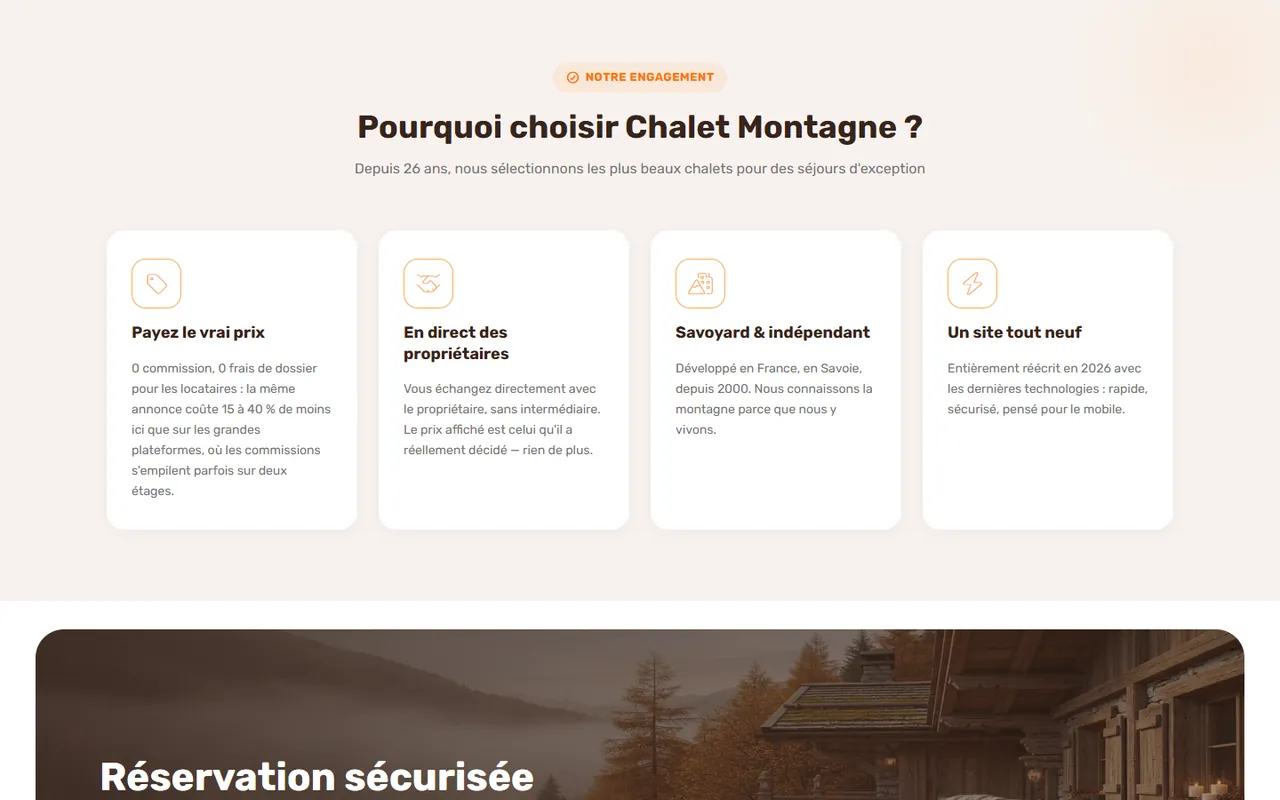 NOTRE ENGAGEMENT
Pourquoi choisir Chalet Montagne ?
Depuis 26 ans, nous sélectionnons les plus beaux chalets pour des séjours d'exception
Payez le vrai prix
0 commission, 0 frais de dossier
pour les locataires : la même
annonce coûte 15 à 40 % de moins
ici que sur les grandes
plateformes, où les commissions
s'empilent parfois sur deux
étages.
En direct des
propriétaires
Vous échangez directement avec
le propriétaire, sans intermédiaire.
Le prix affiché est celui qu'il a
réellement décidé — rien de plus.
Savoyard & indépendant
Développé en France, en Savoie,
depuis 2000. Nous connaissons la
montagne parce que nous y
vivons.
Un site tout neuf
Entièrement réécrit en 2026 avec
les dernières technologies : rapide,
sécurisé, pensé pour le mobile.
Réservation sécurisée